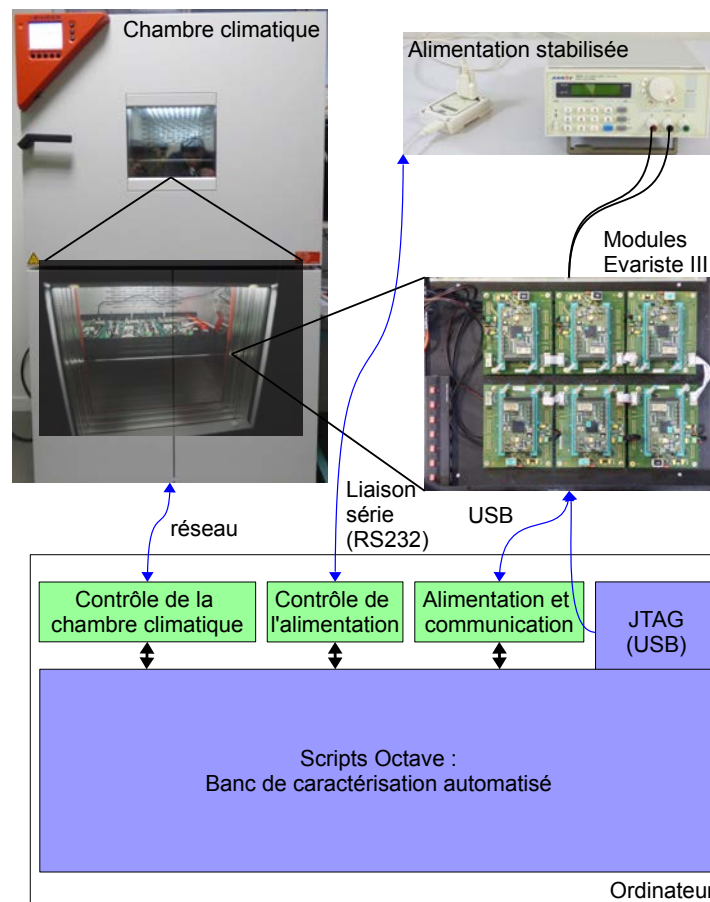 Chambre climatique
Alimentation stabilisée
Modules
Evariste III
Liaison
série
(RS232)
USB
réseau
Contrôle de la
chambre climatique
Contrôle de
l'alimentation
Alimentation et
communication
JTAG
(USB)
Scripts Octave :
Banc de caractérisation automatisé
Ordinateur